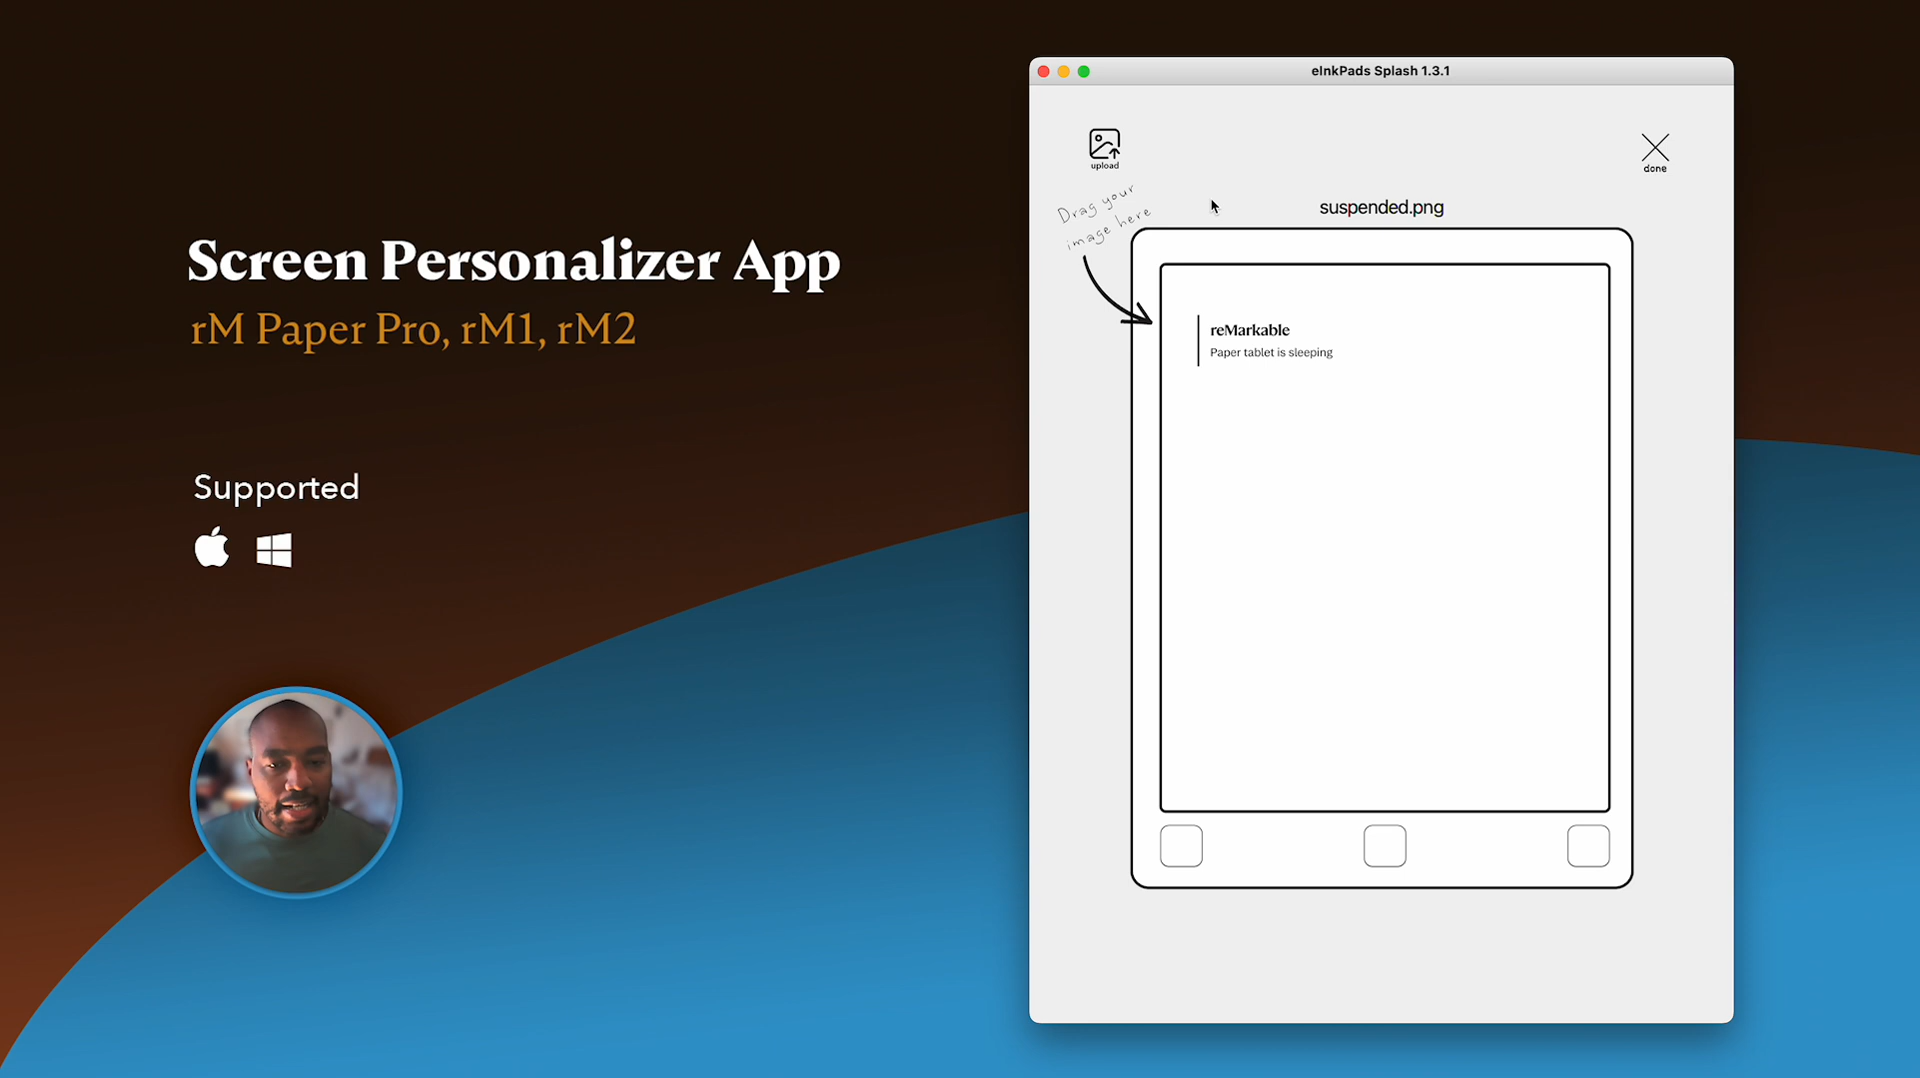 Screen Personalizer App
rM Paper Pro, rM1, rM2
Supported
eInkPads Splash 1.3.1
upload
done
Drag your
image here
suspended.png
reMarkable
Paper tablet is sleeping